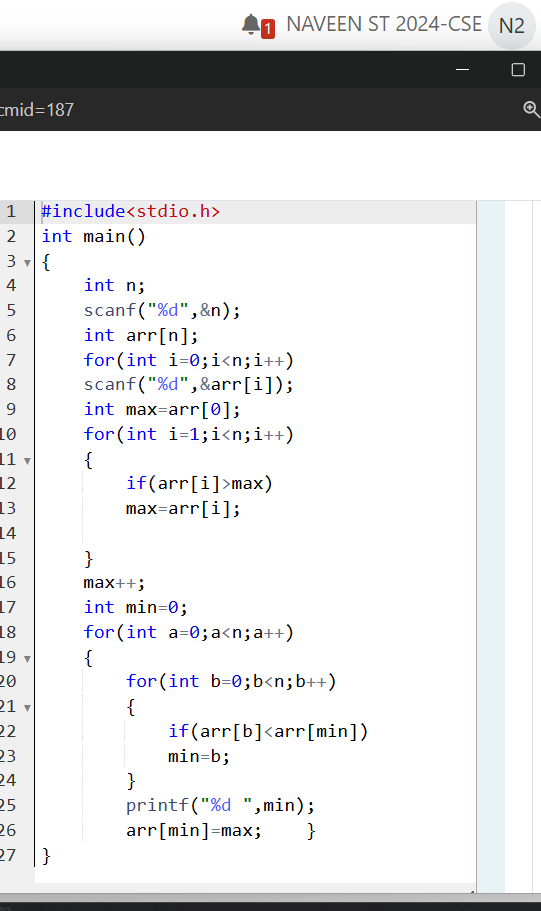 1 NAVEEN ST 2024-CSE N2
cmid=187
1 #include<stdio.h>
2 int main()
3 {
4 int n;
5 scanf("%d",&n);
6 int arr[n];
7 for(int i=0;i<n;i++)
8 scanf("%d",&arr[i]);
9 int max=arr[0];
10 for(int i=1;i<n;i++)
11 {
12 if(arr[i]>max)
13 max=arr[i];
14
15 }
16 max++;
17 int min=0;
18 for(int a=0;a<n;a++)
19 {
20 for(int b=0;b<n;b++)
21 {
22 if(arr[b]<arr[min])
23 min=b;
24 }
25 printf("%d ",min);
26 arr[min]=max;    }
27 }